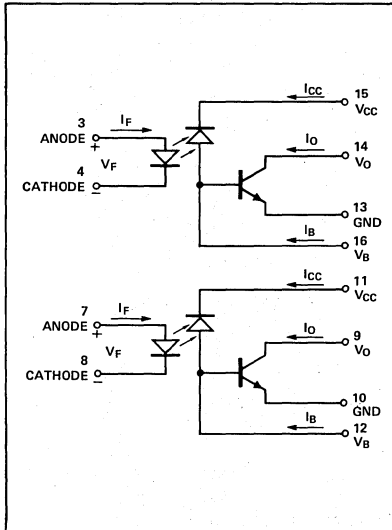 I_CC
15
V_CC
3
I_F
ANODE
+
V_F
4
CATHODE
−
I_O
14
V_O
13
GND
I_B
16
V_B
I_CC
11
V_CC
7
I_F
ANODE
+
V_F
8
CATHODE
−
I_O
9
V_O
10
GND
I_B
12
V_B